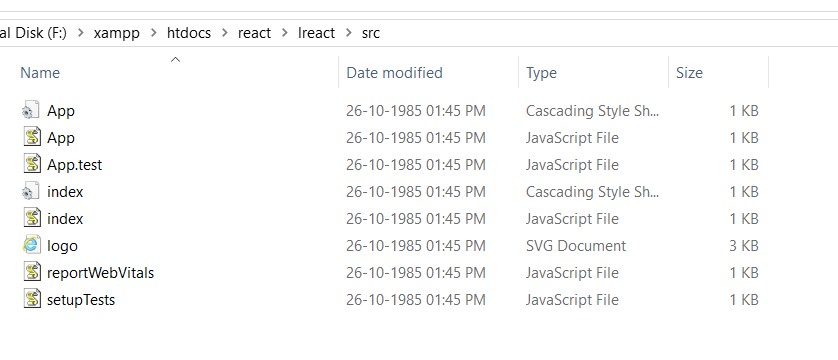 al Disk (F:) > xampp > htdocs > react > lreact > src
Name Date modified Type Size
App 26-10-1985 01:45 PM Cascading Style Sh... 1 KB
App 26-10-1985 01:45 PM JavaScript File 1 KB
App.test 26-10-1985 01:45 PM JavaScript File 1 KB
index 26-10-1985 01:45 PM Cascading Style Sh... 1 KB
index 26-10-1985 01:45 PM JavaScript File 1 KB
logo 26-10-1985 01:45 PM SVG Document 3 KB
reportWebVitals 26-10-1985 01:45 PM JavaScript File 1 KB
setupTests 26-10-1985 01:45 PM JavaScript File 1 KB